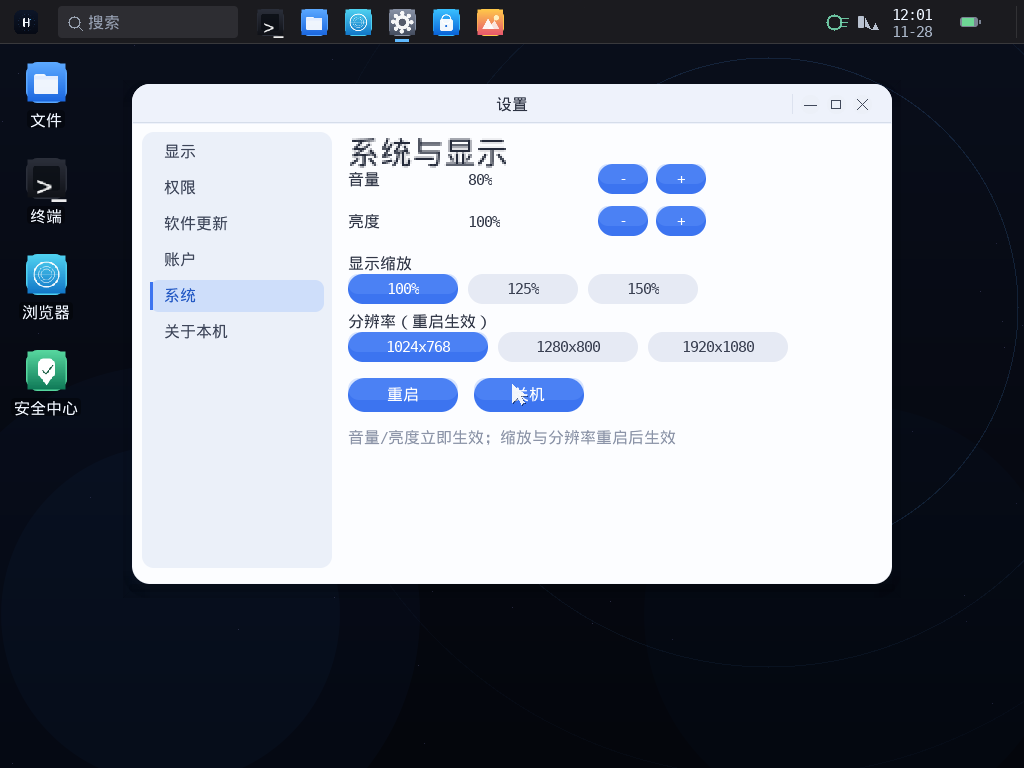 H 搜索 >_ 12:01
11-28
文件
>_
终端
浏览器
安全中心
设置
显示
权限
软件更新
账户
系统
关于本机
系统与显示
音量 80% - +
亮度 100% - +
显示缩放
100% 125% 150%
分辨率（重启生效）
1024x768 1280x800 1920x1080
重启 机
音量/亮度立即生效；缩放与分辨率重启后生效